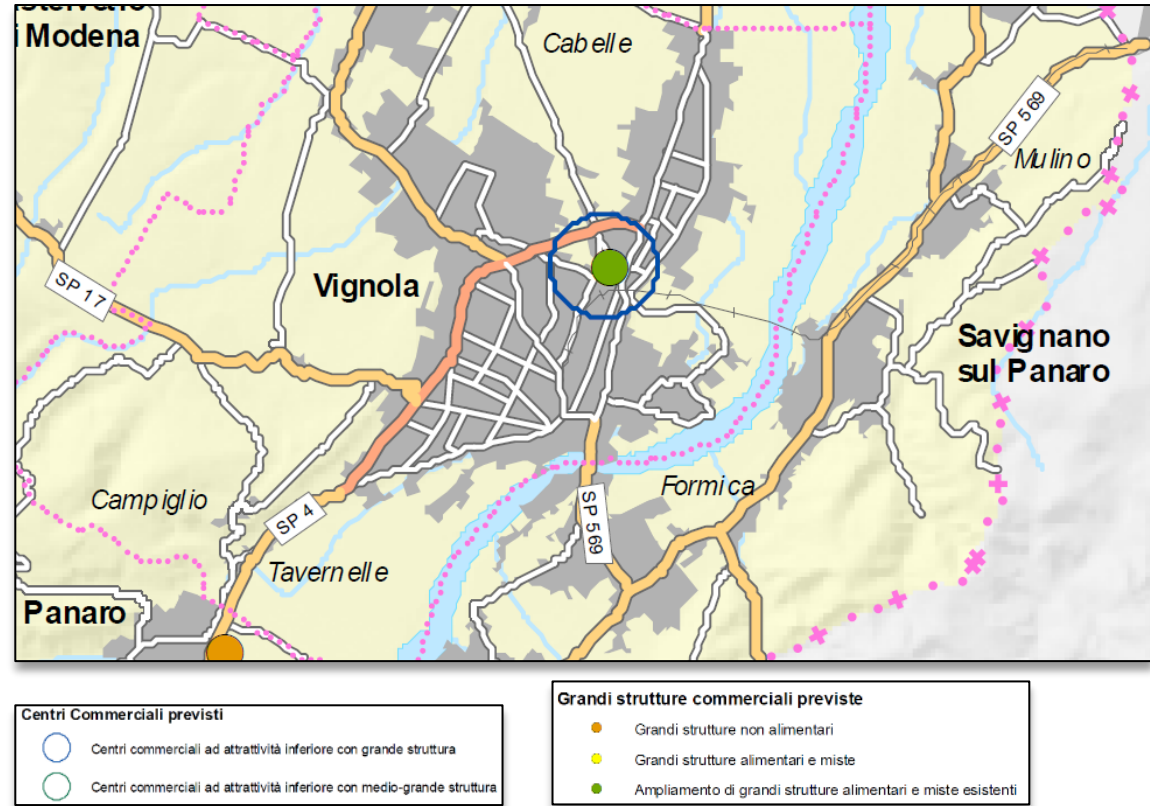 i Modena
Cabelle
SP 569
Mulino
Vignola
SP 17
Savignano
sul Panaro
Campiglio
SP 4
Formica
SP 569
Tavernelle
Panaro
Centri Commerciali previsti
Centri commerciali ad attrattività inferiore con grande struttura
Centri commerciali ad attrattività inferiore con medio-grande struttura
Grandi strutture commerciali previste
Grandi strutture non alimentari
Grandi strutture alimentari e miste
Ampliamento di grandi strutture alimentari e miste esistenti